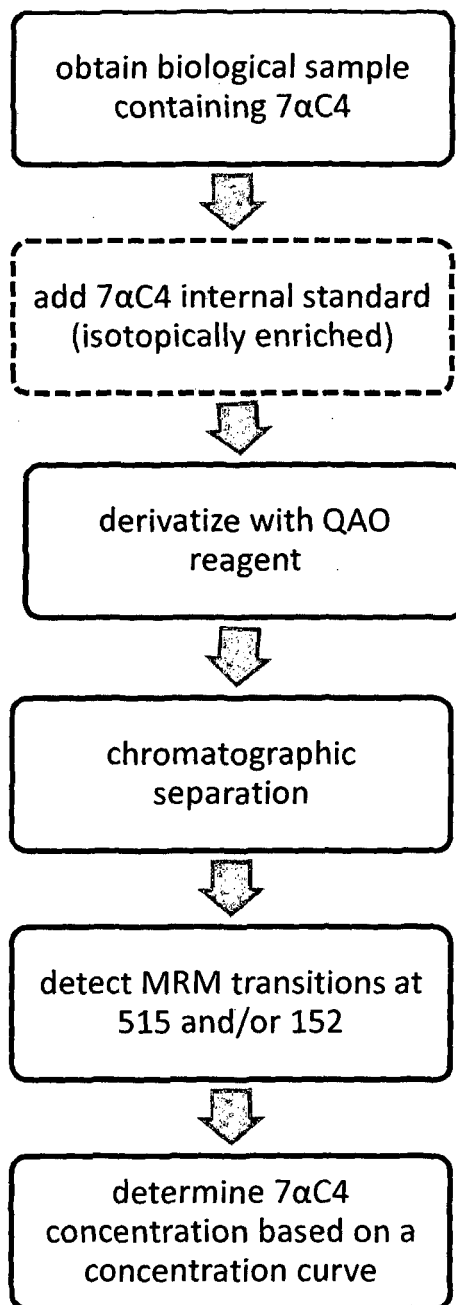 obtain biological sample
containing 7αC4
add 7αC4 internal standard
(isotopically enriched)
derivatize with QAO
reagent
chromatographic
separation
detect MRM transitions at
515 and/or 152
determine 7αC4
concentration based on a
concentration curve